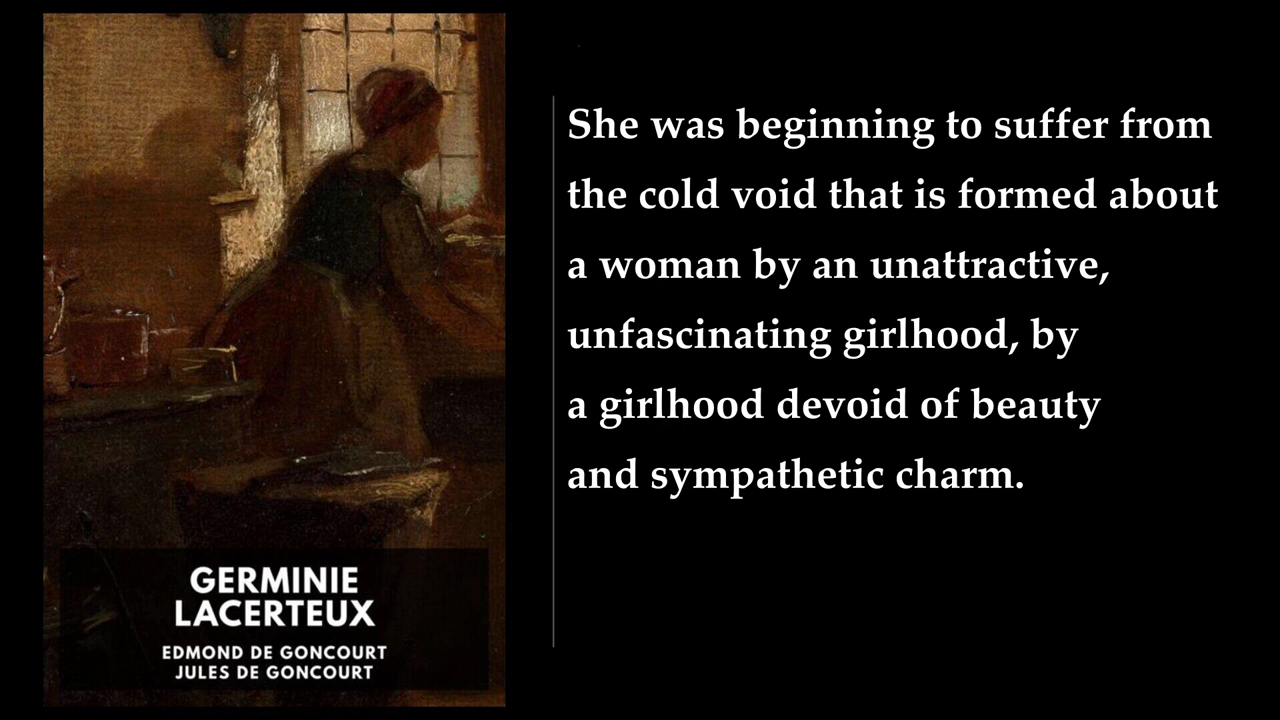 She was beginning to suffer from
the cold void that is formed about
a woman by an unattractive,
unfascinating girlhood, by
a girlhood devoid of beauty
and sympathetic charm.
GERMINIE
LACERTEUX
EDMOND DE GONCOURT
JULES DE GONCOURT